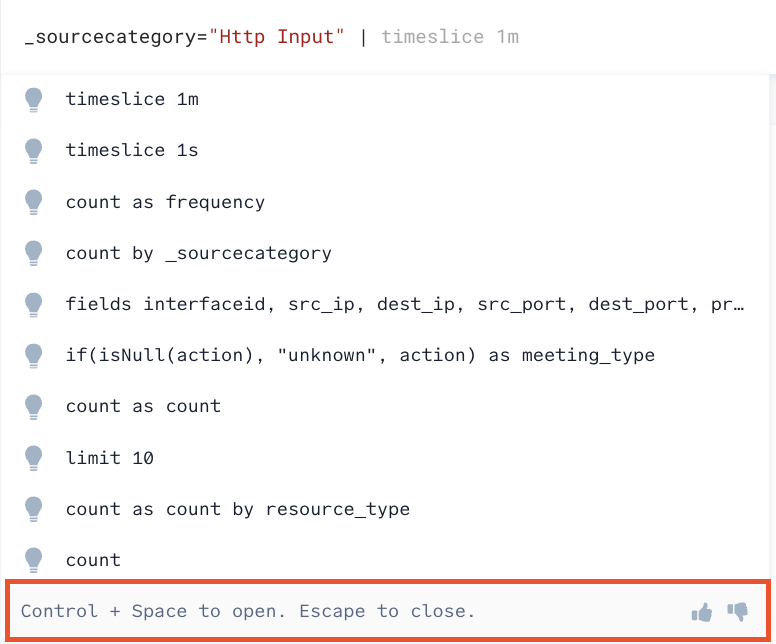 _sourcecategory="Http Input" | timeslice 1m
timeslice 1m
timeslice 1s
count as frequency
count by _sourcecategory
fields interfaceid, src_ip, dest_ip, src_port, dest_port, pr…
if(isNull(action), "unknown", action) as meeting_type
count as count
limit 10
count as count by resource_type
count
Control + Space to open. Escape to close.